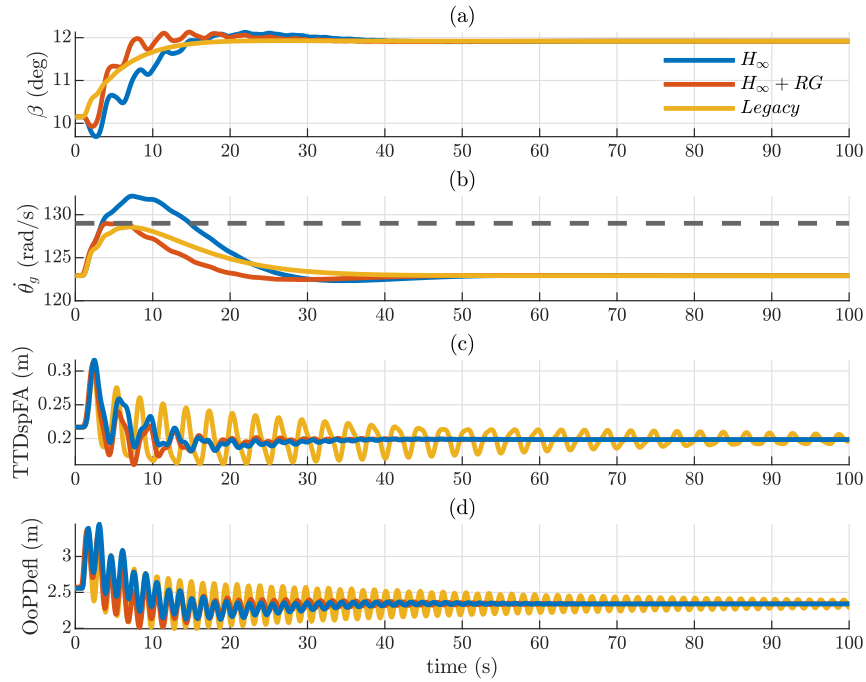 (a)
12
11
10
β (deg)
H∞
H∞ + RG
Legacy
0 10 20 30 40 50 60 70 80 90 100
(b)
130
125
120
θ̇g (rad/s)
0 10 20 30 40 50 60 70 80 90 100
(c)
0.3
0.25
0.2
TTDspFA (m)
0 10 20 30 40 50 60 70 80 90 100
(d)
3
2.5
2
OoPDefl (m)
0 10 20 30 40 50 60 70 80 90 100
time (s)